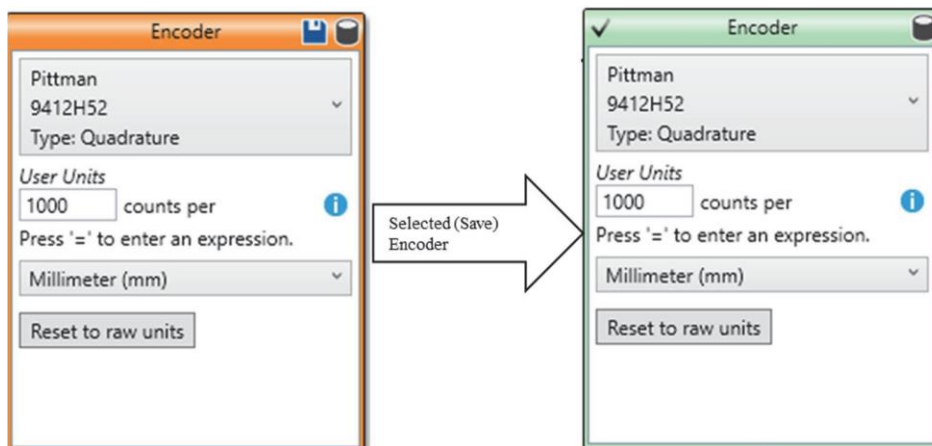 Encoder
Pittman
9412H52
Type: Quadrature
User Units
1000 counts per
Press '=' to enter an expression.
Millimeter (mm)
Reset to raw units
Selected (Save)
Encoder
Encoder
Pittman
9412H52
Type: Quadrature
User Units
1000 counts per
Press '=' to enter an expression.
Millimeter (mm)
Reset to raw units